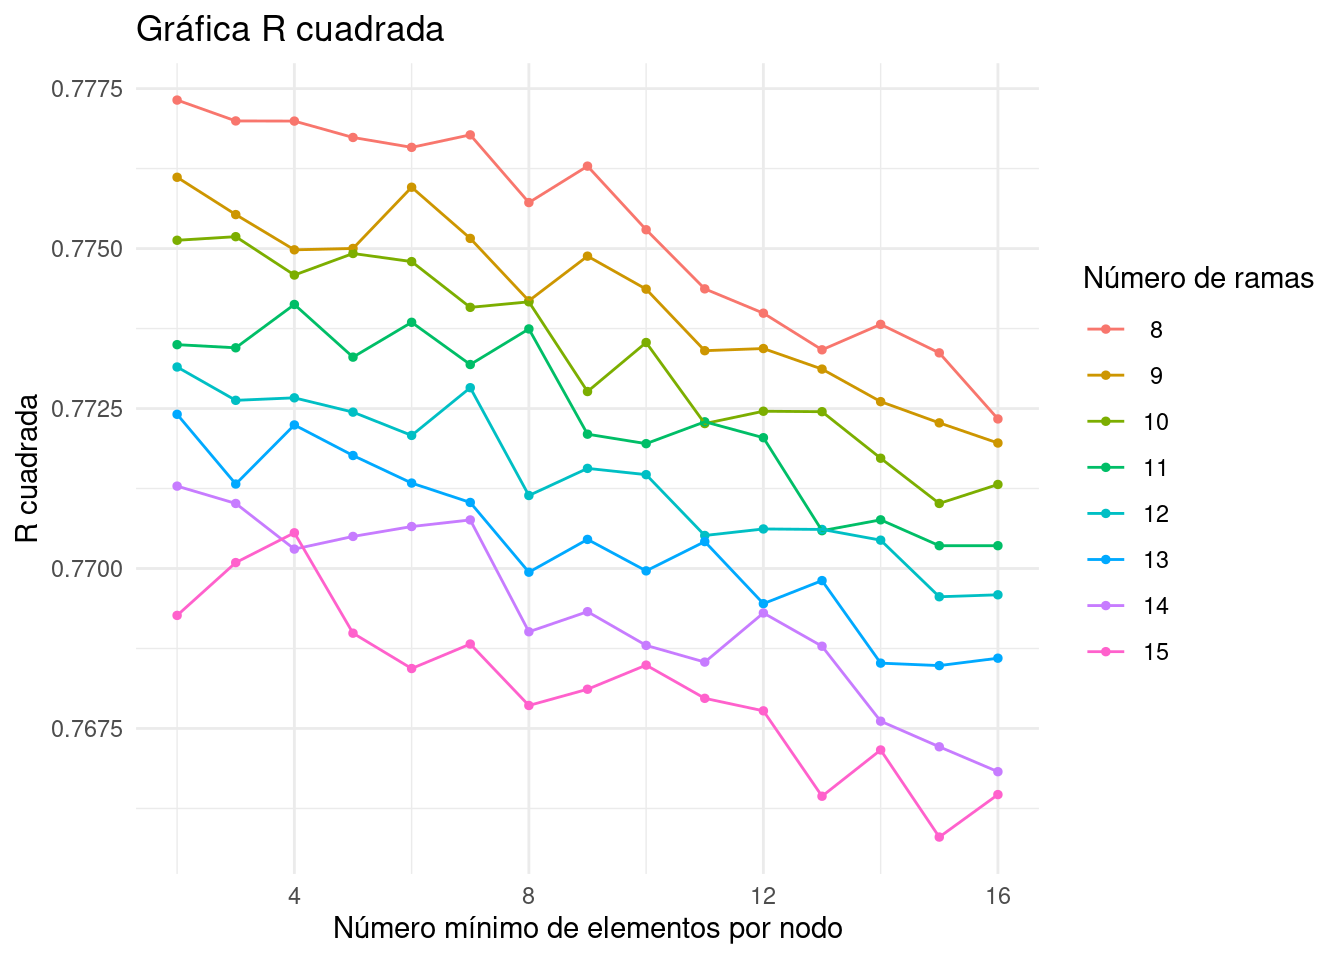 Gráfica R cuadrada
0.7775
0.7750
0.7725
0.7700
0.7675
R cuadrada
4 8 12 16
Número mínimo de elementos por nodo
Número de ramas
8
9
10
11
12
13
14
15